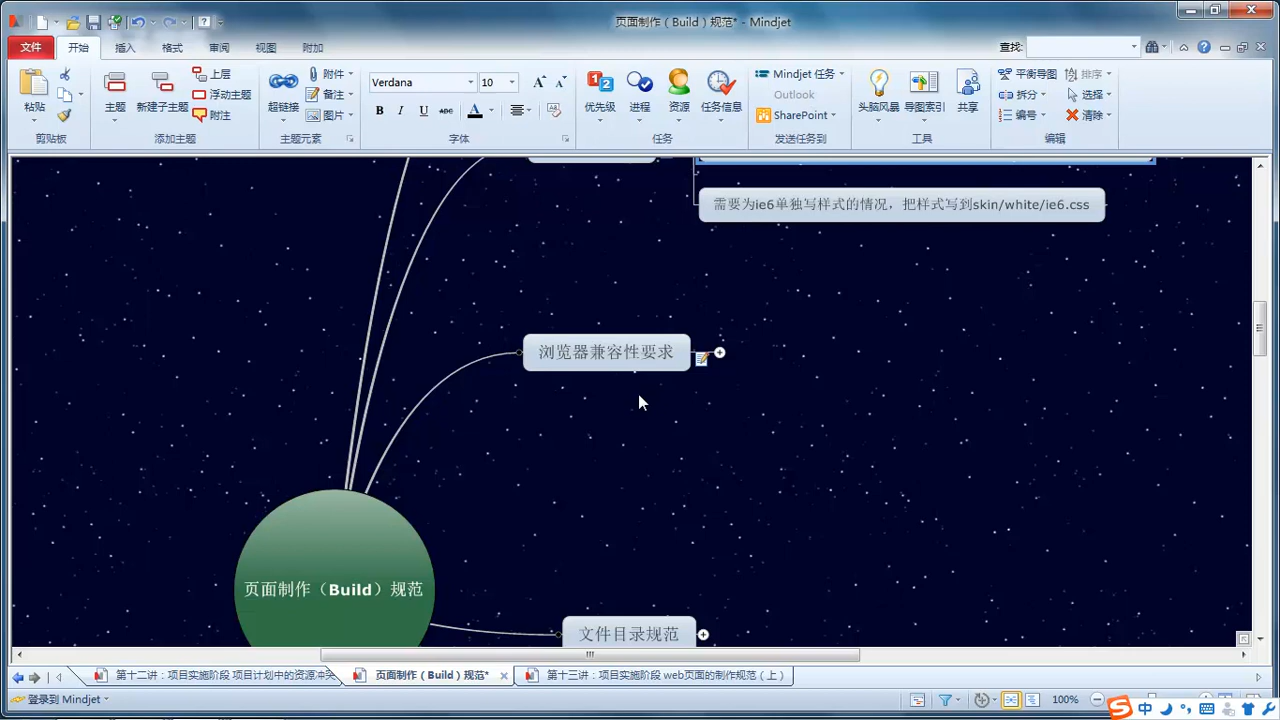 页面制作（Build）规范* - Mindjet
文件 开始 插入 格式 审阅 视图 附加 查找:
粘贴 剪贴板
主题 新建子主题 上层 浮动主题 附注 添加主题
超链接 附件 备注 图片 主题元素
Verdana 10 B I U abc A 字体
优先级 进程 资源 任务信息 任务
Mindjet 任务 Outlook SharePoint 发送任务到
头脑风暴 导图索引 共享 工具
平衡导图 排序 拆分 选择 编号 清除 编辑
需要为ie6单独写样式的情况，把样式写到skin/white/ie6.css
浏览器兼容性要求
页面制作（Build）规范
文件目录规范
第十二讲：项目实施阶段 项目计划中的资源冲突 页面制作（Build）规范* 第十三讲：项目实施阶段 web页面的制作规范（上）
登录到 Mindjet 100% 中